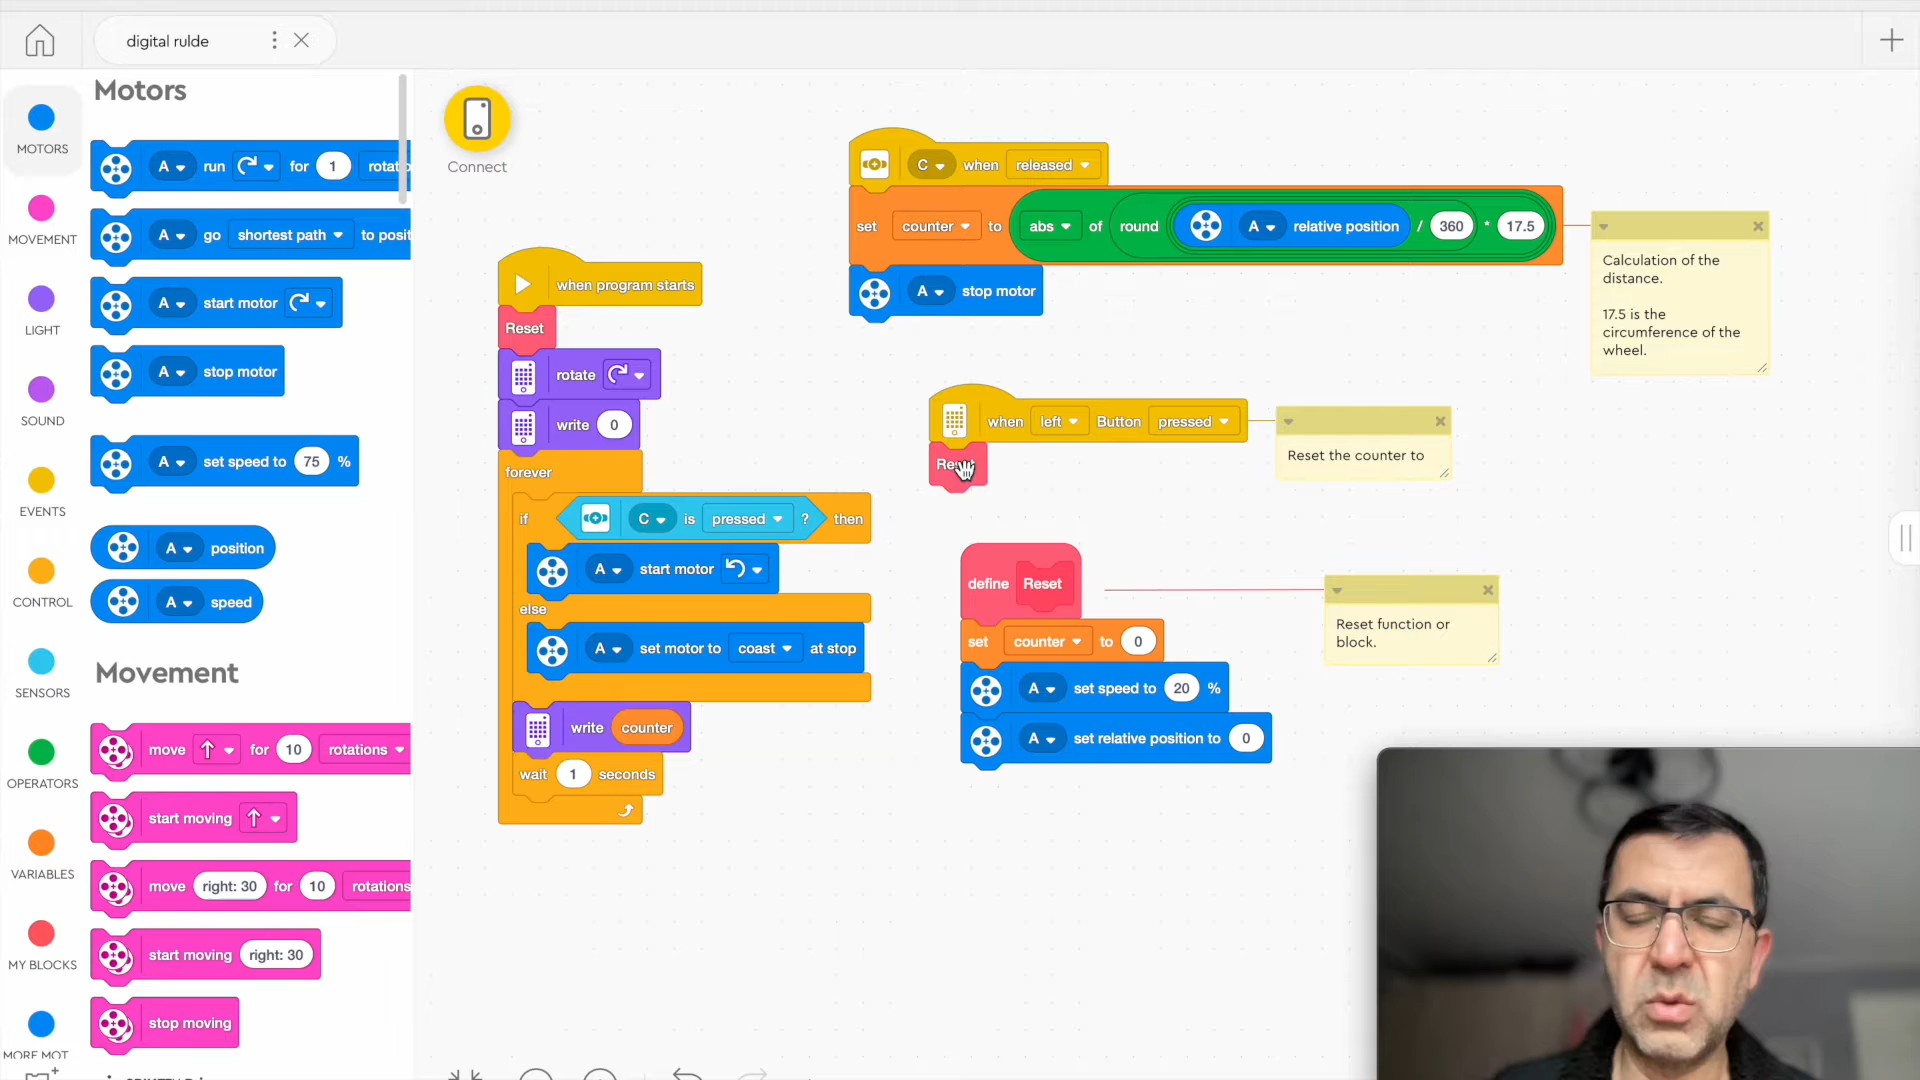 digital rulde
Motors
MOTORS
MOVEMENT
LIGHT
SOUND
EVENTS
CONTROL
SENSORS
OPERATORS
VARIABLES
MY BLOCKS
A run for 1
A go shortest path to
A start motor
A stop motor
A set speed to 75 %
A position
A speed
Movement
move for 10 rotations
start moving
move right: 30 for 10 rotations
start moving right: 30
stop moving
Connect
when program starts
Reset
rotate
write 0
forever
if C is pressed ? then
A start motor
else
A set motor to coast at stop
write counter
wait 1 seconds
C when released
set counter to abs of round A relative position / 360 * 17.5
A stop motor
Calculation of the
distance.
17.5 is the
circumference of the
wheel.
when left Button pressed
Reset the counter to
define Reset
set counter to 0
A set speed to 20 %
A set relative position to 0
Reset function or
block.